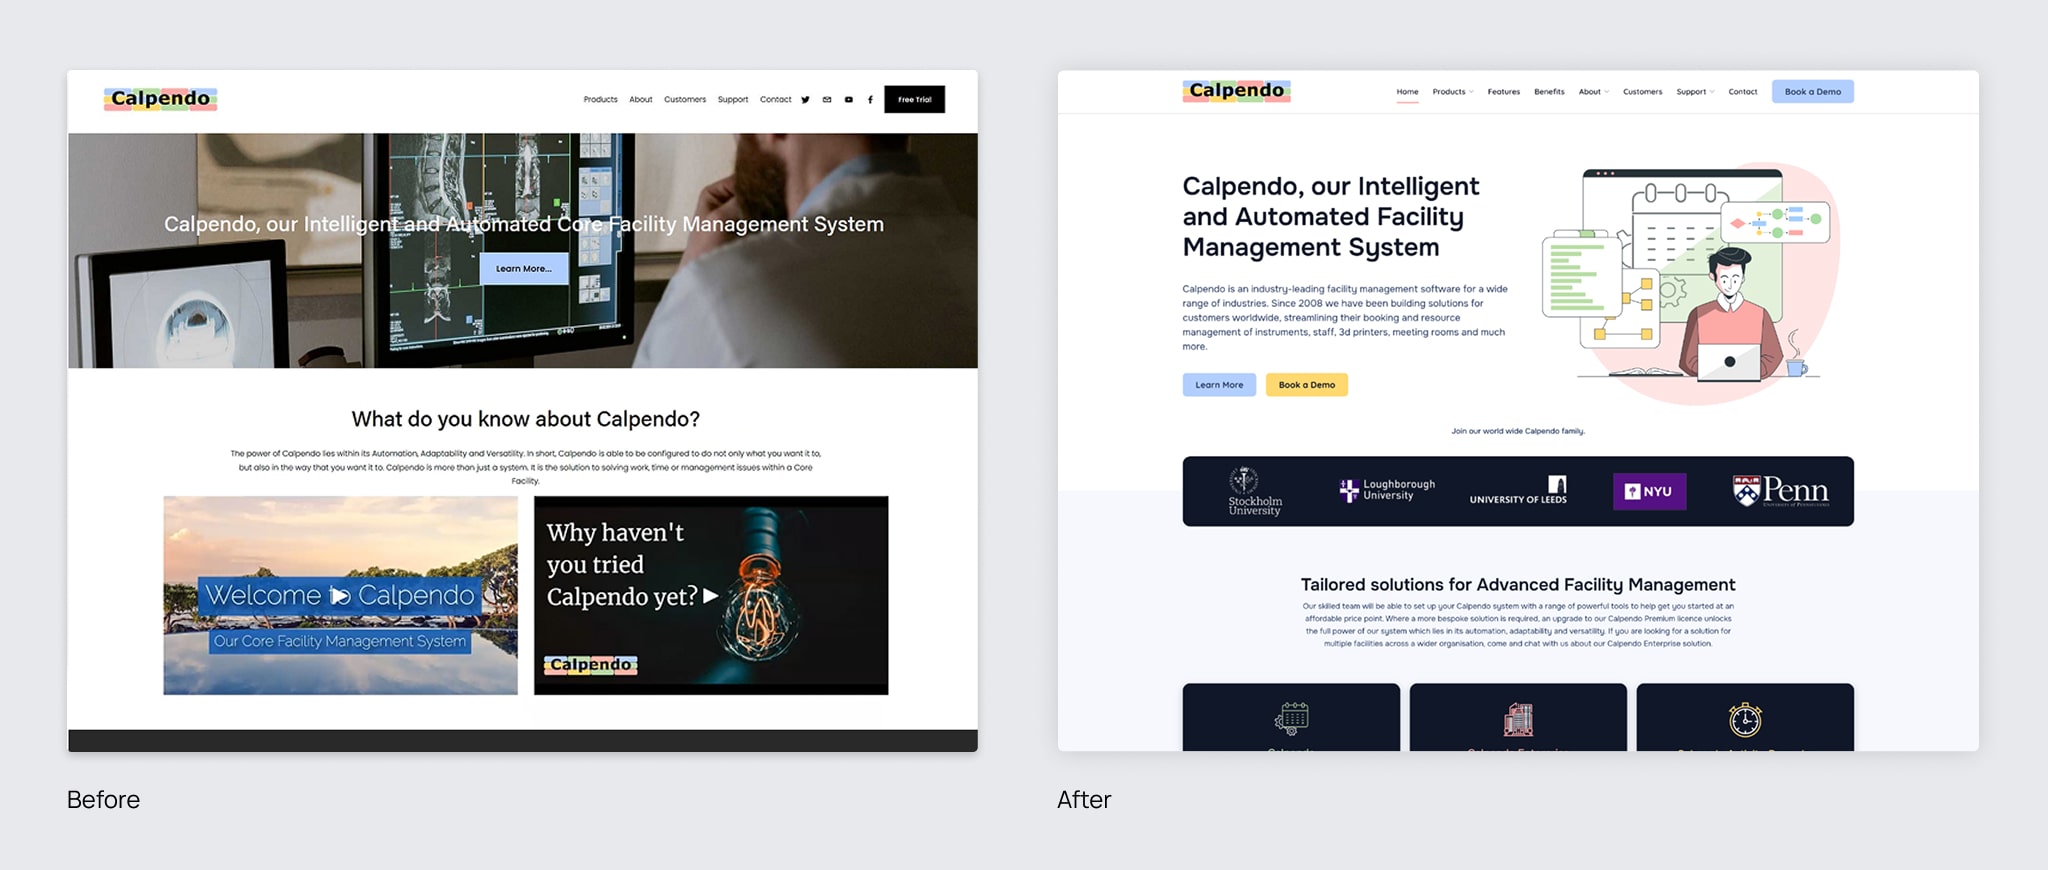 Calpendo
Products About Customers Support Contact Free Trial
Calpendo, our Intelligent and Automated Core Facility Management System
Learn More...
What do you know about Calpendo?
The power of Calpendo lies within its Automation, Adaptability and Versatility. In short, Calpendo is able to be configured to do not only what you want it to,
but also in the way that you want it to. Calpendo is more than just a system. It is the solution to solving work, time or management issues within a Core
Facility.
Welcome to Calpendo
Our Core Facility Management System
Why haven't
you tried
Calpendo yet?
Calpendo
Before
Calpendo
Home Products Features Benefits About Customers Support Contact Book a Demo
Calpendo, our Intelligent
and Automated Facility
Management System
Calpendo is an industry-leading facility management software for a wide
range of industries. Since 2008 we have been building solutions for
customers worldwide, streamlining their booking and resource
management of instruments, staff, 3d printers, meeting rooms and much
more.
Learn More Book a Demo
Join our world wide Calpendo family.
Stockholm
University
Loughborough
University
UNIVERSITY OF LEEDS
NYU
Penn
UNIVERSITY OF PENNSYLVANIA
Tailored solutions for Advanced Facility Management
Our skilled team will be able to set up your Calpendo system with a range of powerful tools to help get you started at an
affordable price point. Where a more bespoke solution is required, an upgrade to our Calpendo Premium licence unlocks
the full power of our system which lies in its automation, adaptability and versatility. If you are looking for a solution for
multiple facilities across a wider organisation, come and chat with us about our Calpendo Enterprise solution.
After